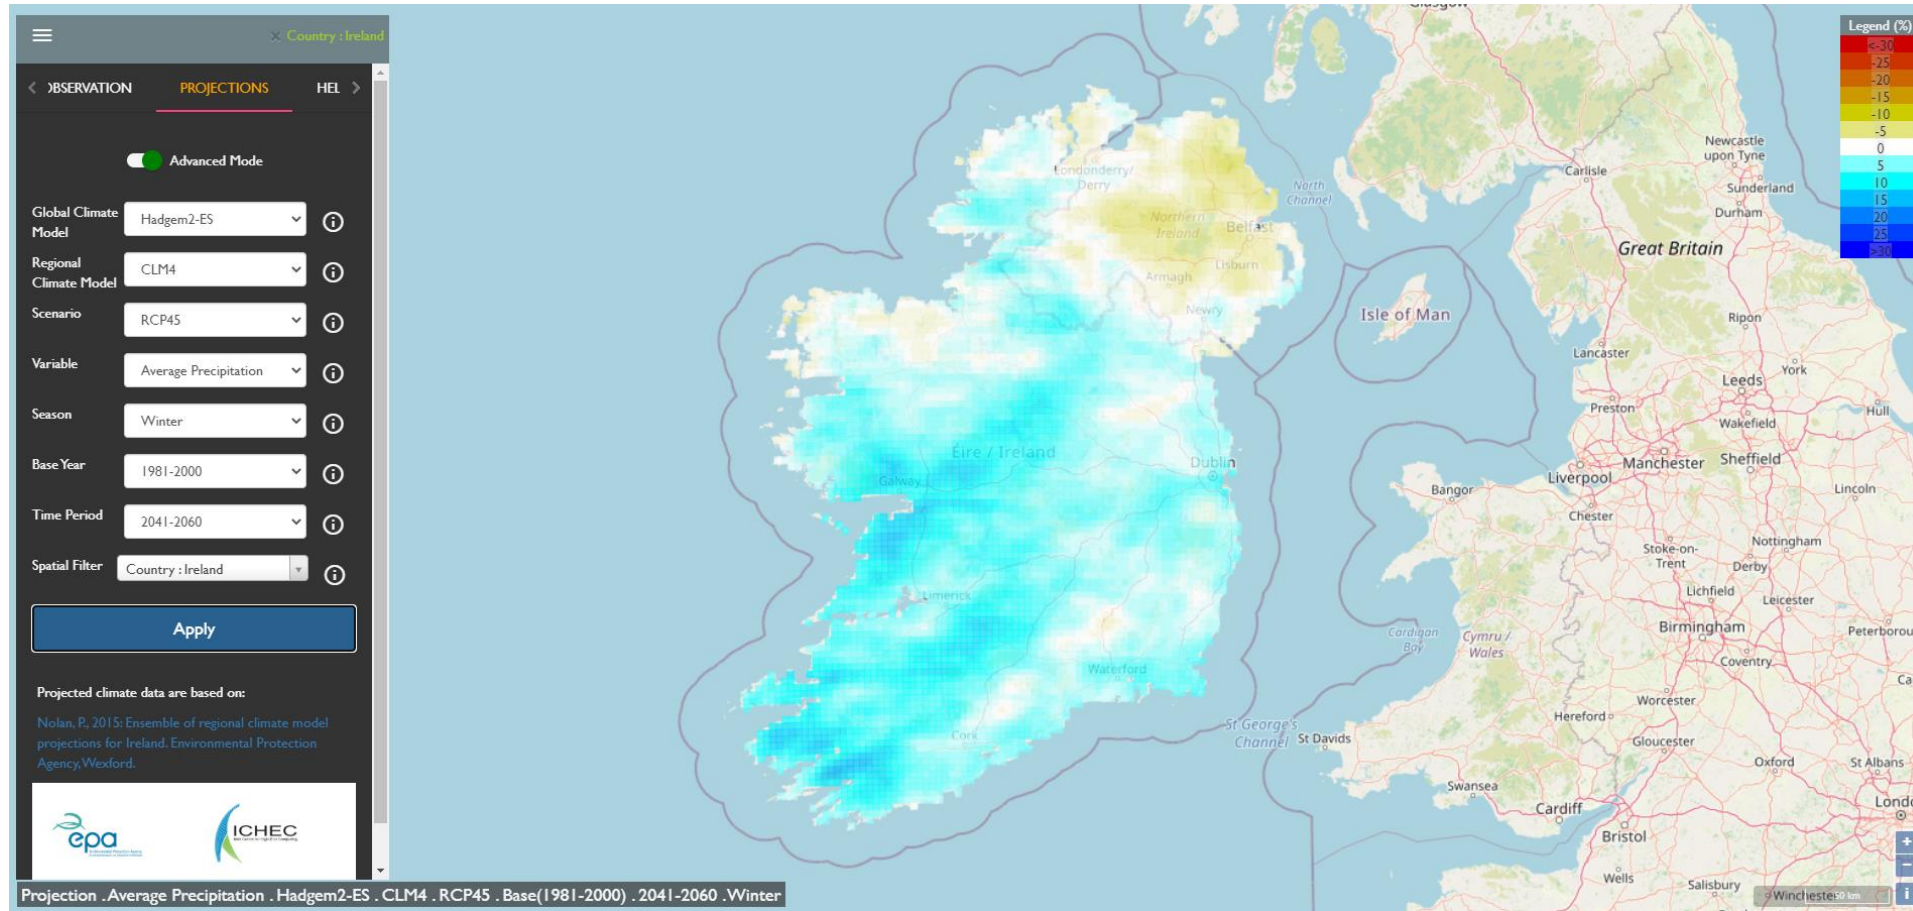 Country : Ireland
OBSERVATION
PROJECTIONS
HEL
Advanced Mode
Global Climate
Model
Hadgem2-ES
Regional
Climate Model
CLM4
Scenario
RCP45
Variable
Average Precipitation
Season
Winter
Base Year
1981-2000
Time Period
2041-2060
Spatial Filter
Country : Ireland
Apply
Projected climate data are based on:
Nolan, P., 2015: Ensemble of regional climate model
projections for Ireland. Environmental Protection
Agency, Wexford.
epa
ICHEC
Projection . Average Precipitation . Hadgem2-ES . CLM4 . RCP45 . Base(1981-2000) . 2041-2060 . Winter
Londonderry/
Derry
Northern
Ireland
Belfast
Lisburn
Armagh
Newry
Éire / Ireland
Galway
Dublin
Limerick
Waterford
Cork
North
Channel
Isle of Man
St George's
Channel
Cardigan
Bay
Glasgow
Newcastle
upon Tyne
Carlisle
Sunderland
Durham
Great Britain
Ripon
Lancaster
York
Leeds
Preston
Hull
Wakefield
Manchester
Sheffield
Liverpool
Bangor
Lincoln
Chester
Nottingham
Stoke-on-
Trent
Derby
Lichfield
Leicester
Birmingham
Peterborou
Cymru /
Wales
Coventry
Ca
Worcester
Hereford
Gloucester
St Davids
Oxford
St Albans
Swansea
Cardiff
Lond
Bristol
Wells
Salisbury
Winchester
50 km
+
−
i
Legend (%)
<-30
-25
-20
-15
-10
-5
0
5
10
15
20
25
>30